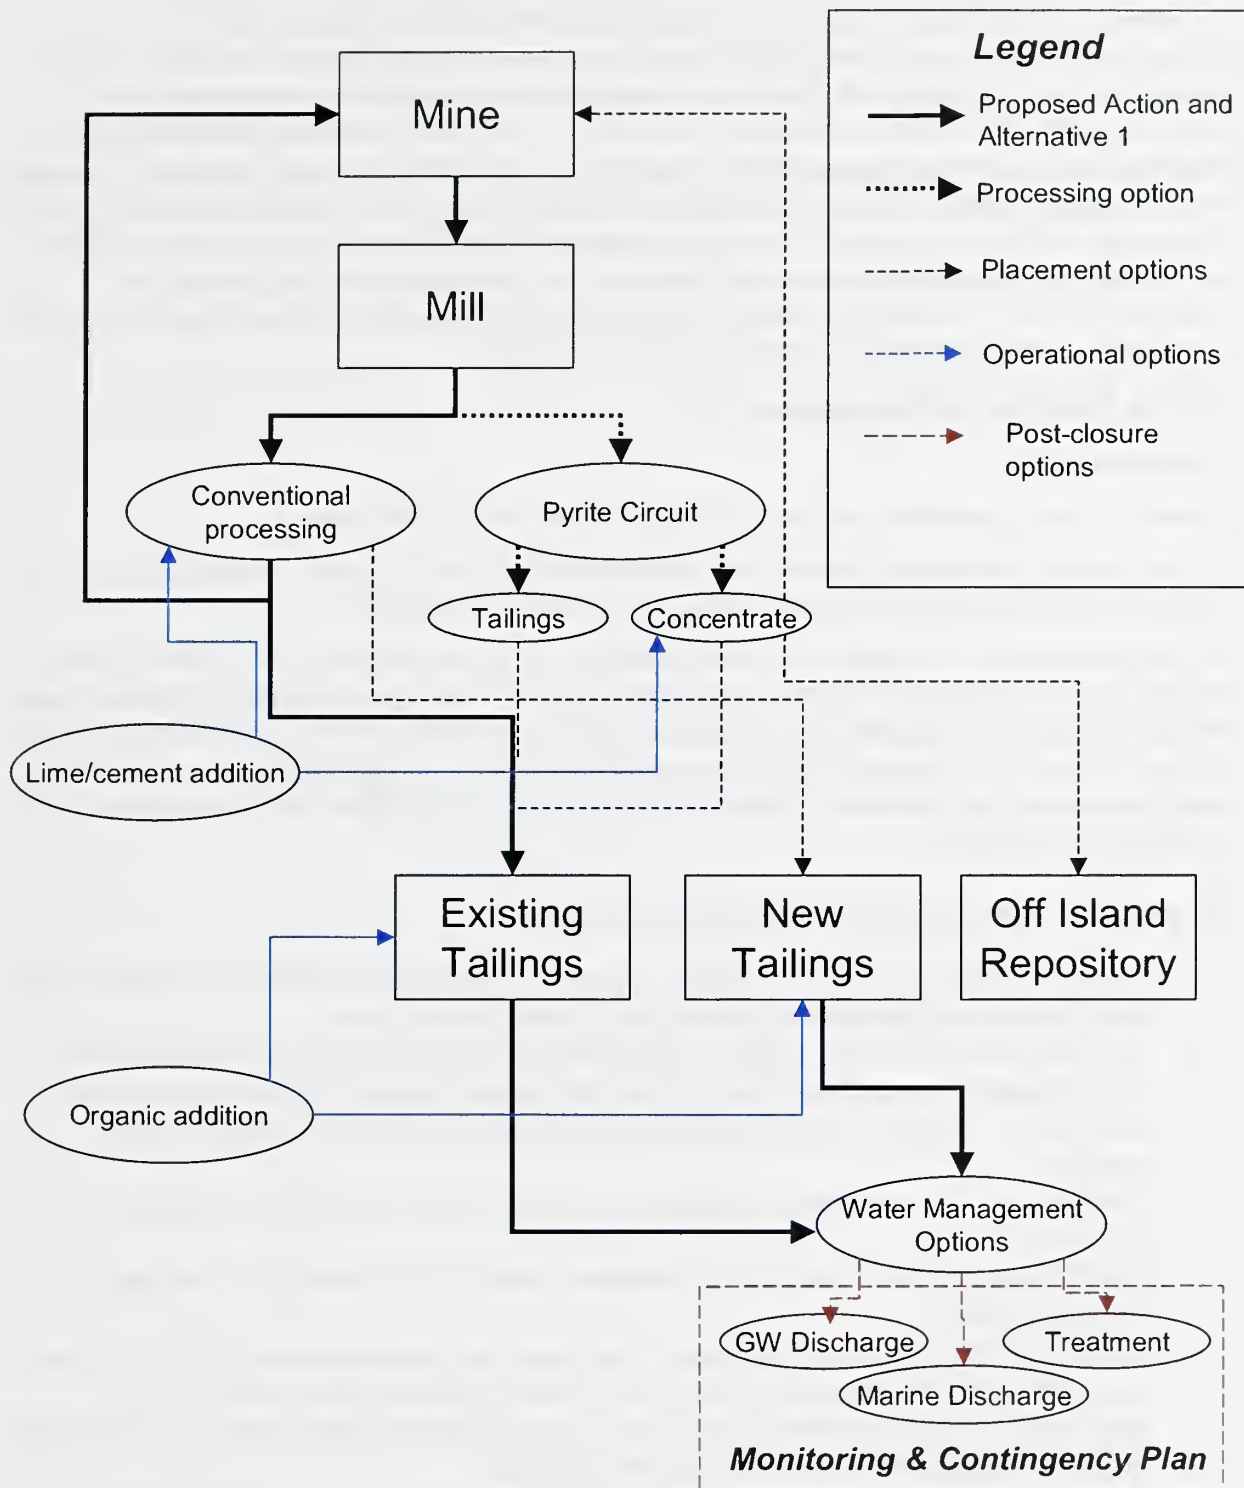 Legend
Proposed Action and
Alternative 1
Processing option
Placement options
Operational options
Post-closure
options
Mine
Mill
Conventional
processing
Pyrite Circuit
Tailings
Concentrate
Lime/cement addition
Existing
Tailings
New
Tailings
Off Island
Repository
Organic addition
Water Management
Options
GW Discharge
Treatment
Marine Discharge
Monitoring & Contingency Plan